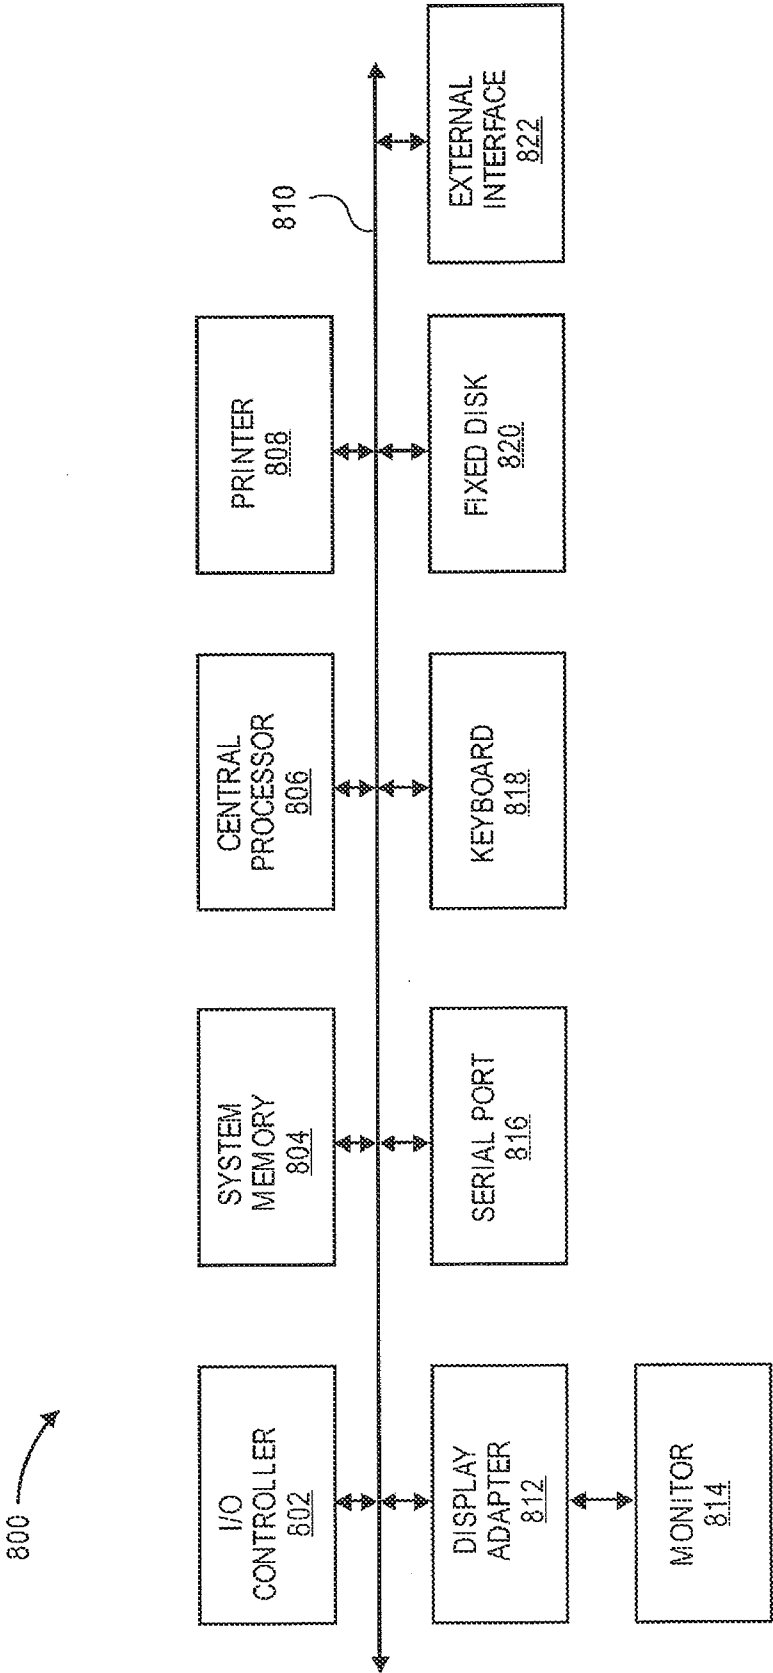 800
I/O
CONTROLLER
802
SYSTEM
MEMORY
804
CENTRAL
PROCESSOR
806
PRINTER
808
810
DISPLAY
ADAPTER
812
SERIAL PORT
816
KEYBOARD
818
FIXED DISK
820
EXTERNAL
INTERFACE
822
MONITOR
814